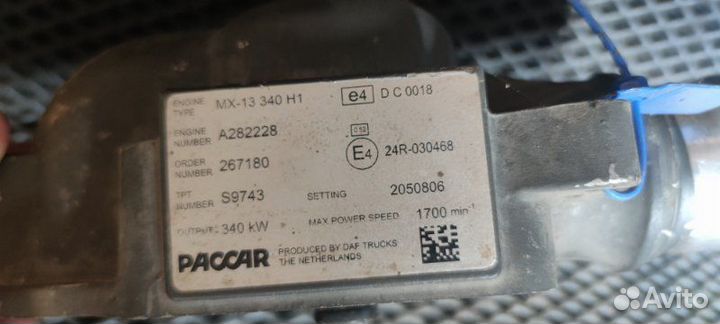 ENGINE TYPE MX-13 340 H1 e4 D C 0018
ENGINE NUMBER A282228
ORDER NUMBER 267180 E4 24R-030468
TPT NUMBER S9743 SETTING 2050806
OUTPUT 340 kW MAX POWER SPEED 1700 min⁻¹
PACCAR PRODUCED BY DAF TRUCKS
THE NETHERLANDS
Avito